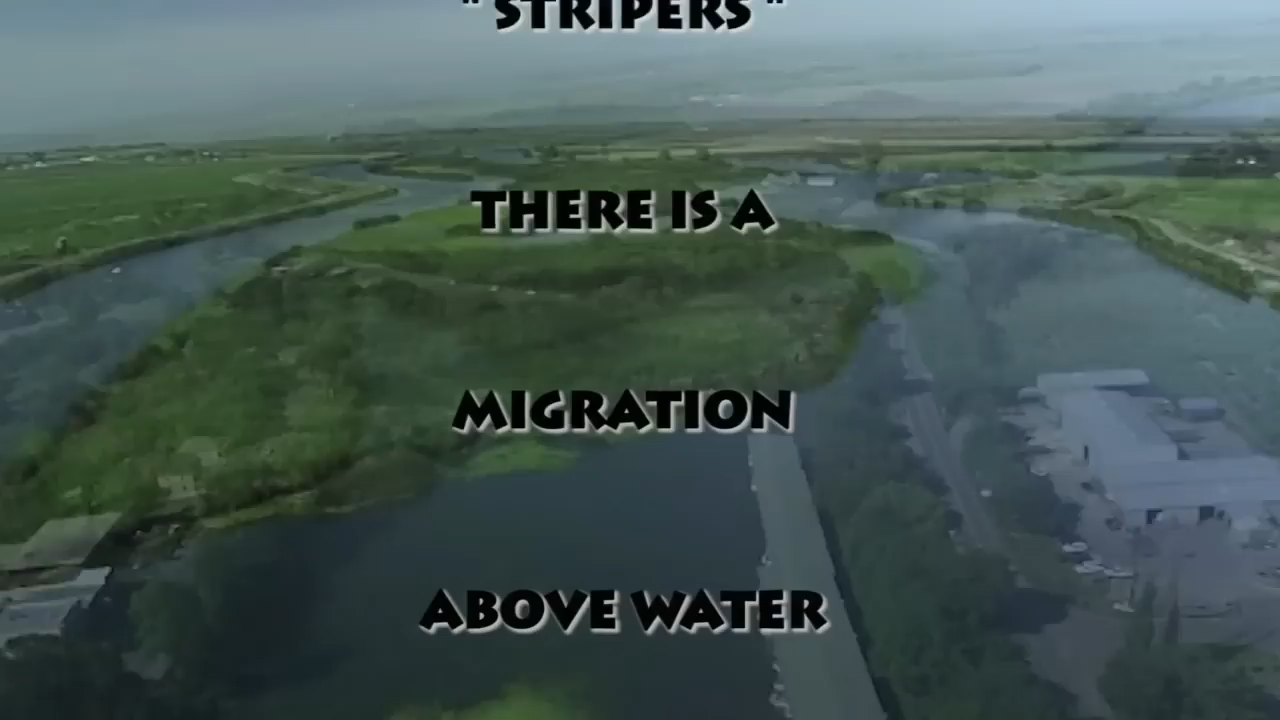 " STRIPERS "
THERE IS A
MIGRATION
ABOVE WATER